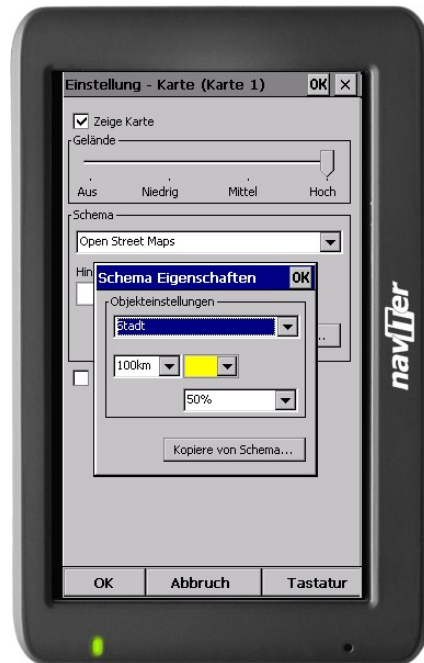 Einstellung - Karte (Karte 1) OK
Zeige Karte
Gelände
Aus Niedrig Mittel Hoch
Schema
Open Street Maps
Hin
Schema Eigenschaften OK
Objekteinstellungen
Stadt
..
100km
50%
Kopiere von Schema...
OK Abbruch Tastatur
naviter